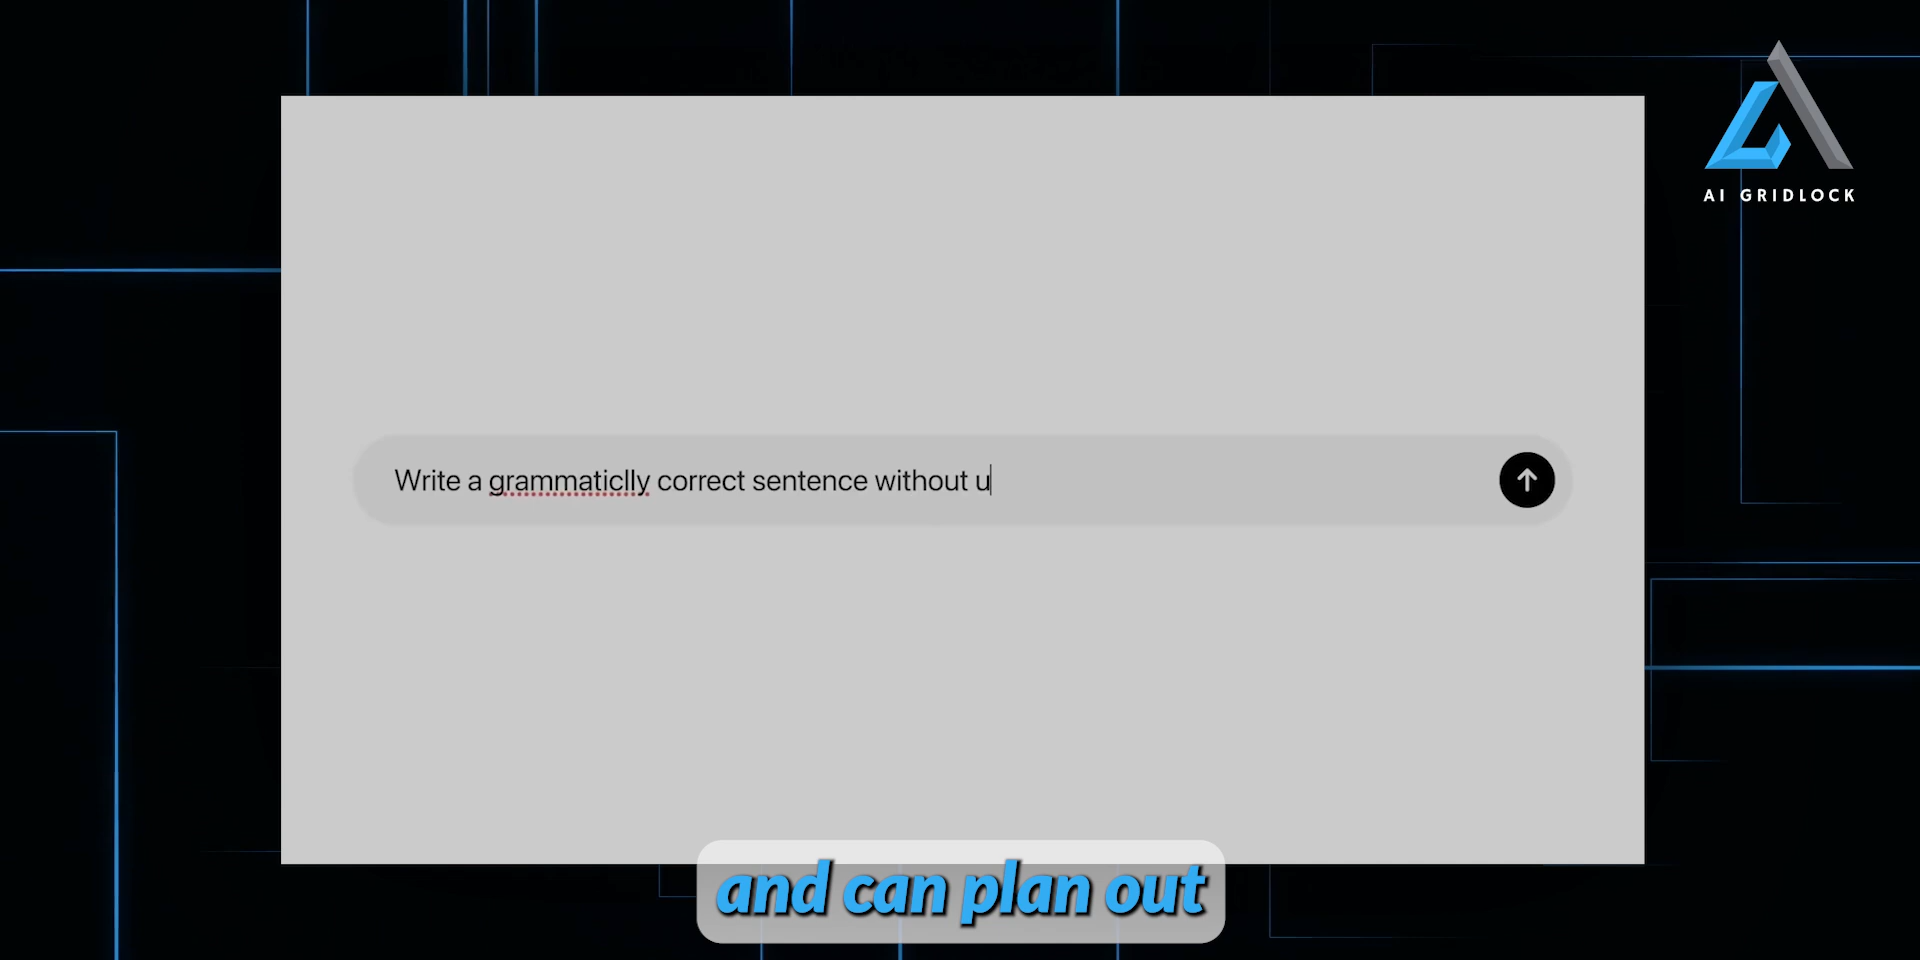 AI GRIDLOCK
Write a grammaticlly correct sentence without u
and can plan out